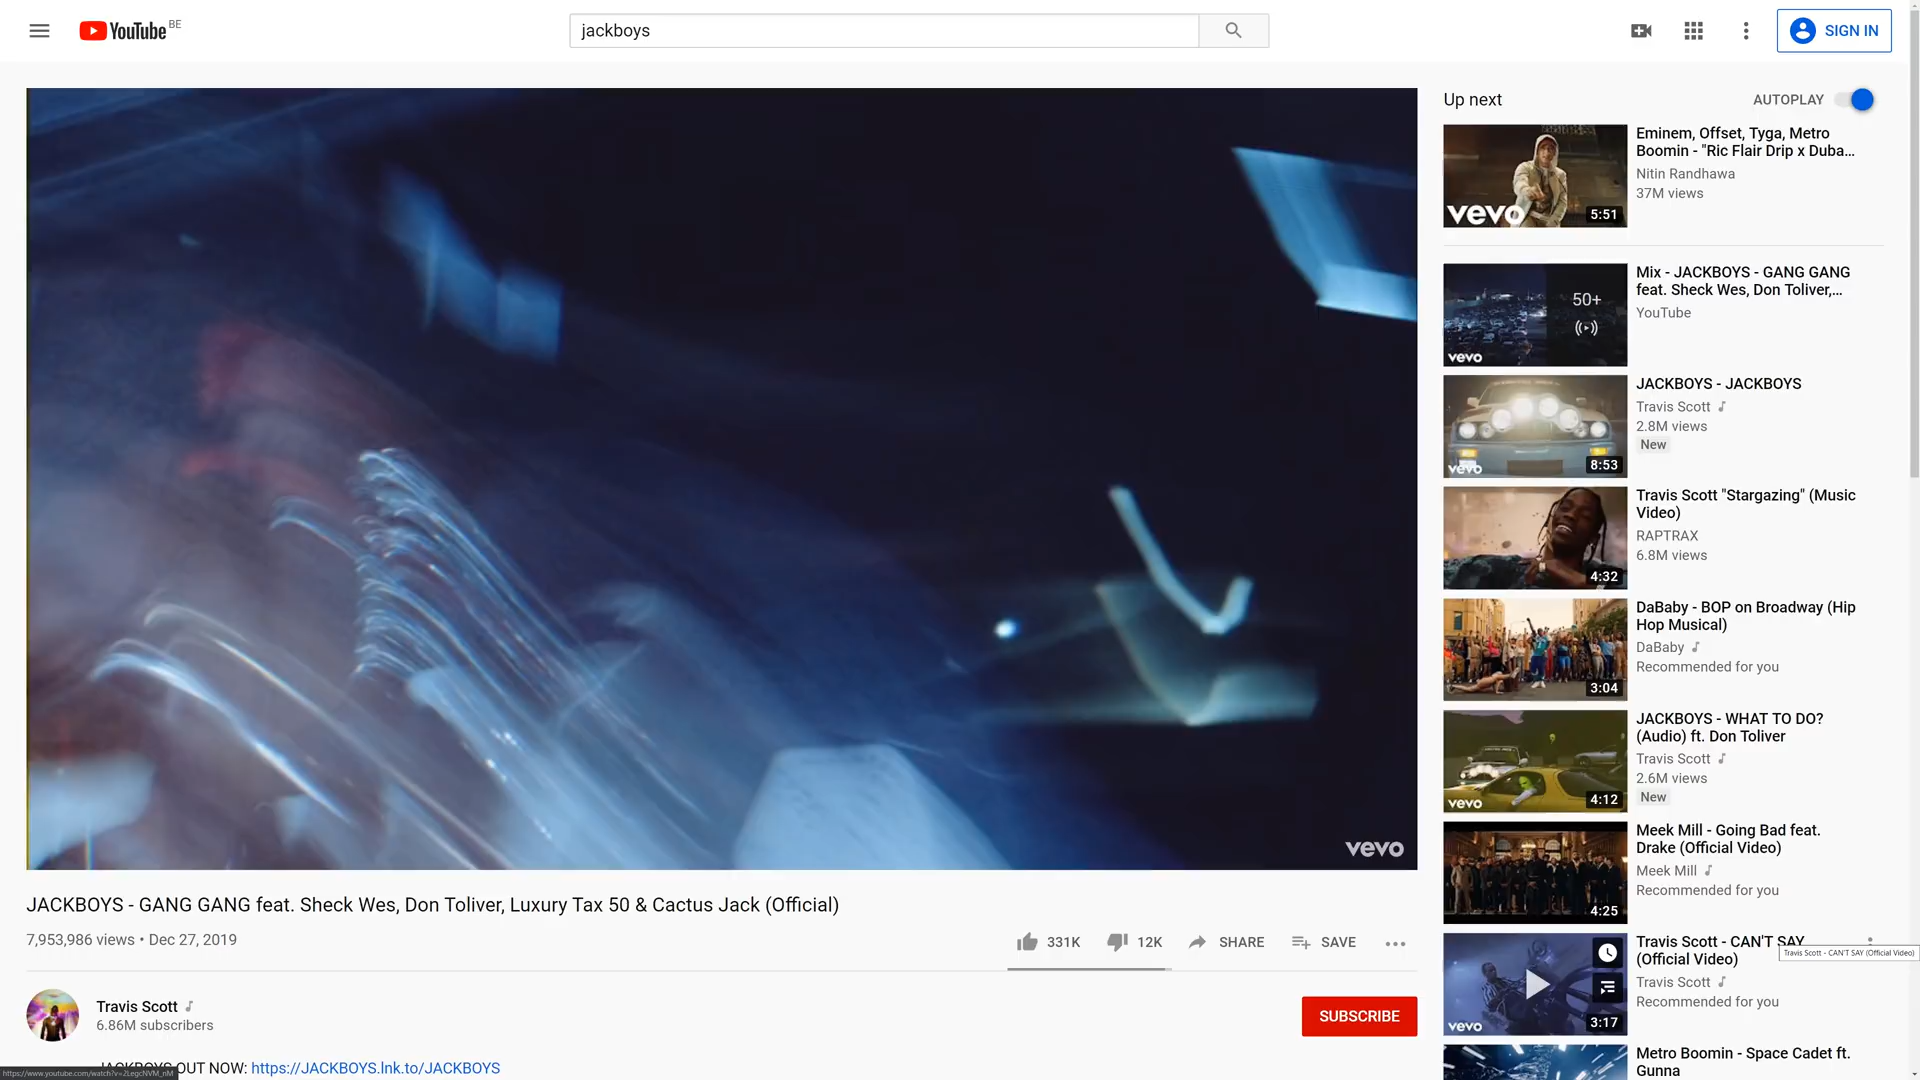 YouTube BE
jackboys
SIGN IN
vevo
JACKBOYS - GANG GANG feat. Sheck Wes, Don Toliver, Luxury Tax 50 & Cactus Jack (Official)
7,953,986 views • Dec 27, 2019
331K
12K
SHARE
SAVE
Travis Scott
6.86M subscribers
SUBSCRIBE
JACKBOYS OUT NOW: https://JACKBOYS.lnk.to/JACKBOYS
Up next
AUTOPLAY
vevo
5:51
Eminem, Offset, Tyga, Metro
Boomin - "Ric Flair Drip x Duba...
Nitin Randhawa
37M views
50+
vevo
Mix - JACKBOYS - GANG GANG
feat. Sheck Wes, Don Toliver,...
YouTube
vevo
8:53
JACKBOYS - JACKBOYS
Travis Scott
2.8M views
New
4:32
Travis Scott "Stargazing" (Music
Video)
RAPTRAX
6.8M views
3:04
DaBaby - BOP on Broadway (Hip
Hop Musical)
DaBaby
Recommended for you
vevo
4:12
JACKBOYS - WHAT TO DO?
(Audio) ft. Don Toliver
Travis Scott
2.6M views
New
4:25
Meek Mill - Going Bad feat.
Drake (Official Video)
Meek Mill
Recommended for you
vevo
3:17
Travis Scott - CAN'T SAY
(Official Video)
Travis Scott - CAN'T SAY (Official Video)
Travis Scott
Recommended for you
Metro Boomin - Space Cadet ft.
Gunna